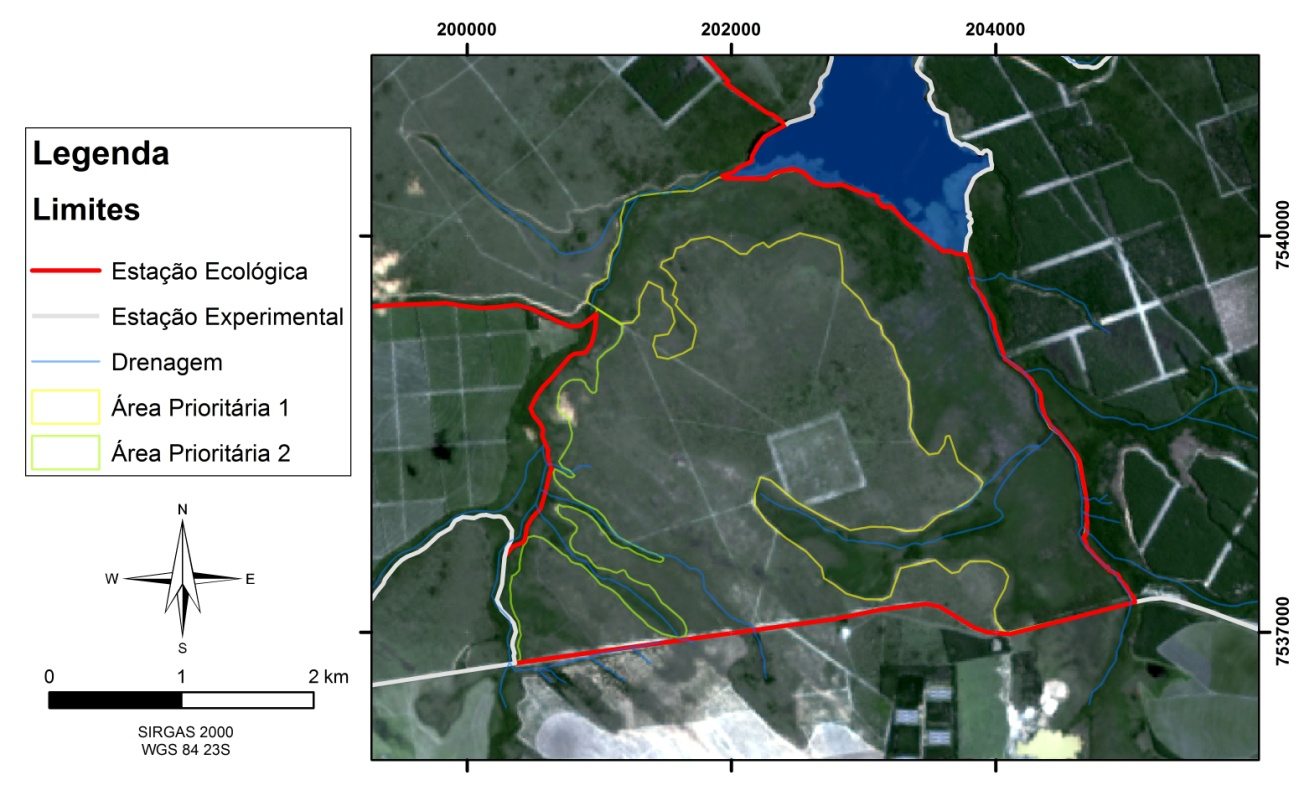 200000
202000
204000
Legenda
Limites
Estação Ecológica
Estação Experimental
Drenagem
Área Prioritária 1
Área Prioritária 2
N
W
E
S
0
1
2 km
SIRGAS 2000
WGS 84 23S
7540000
7537000